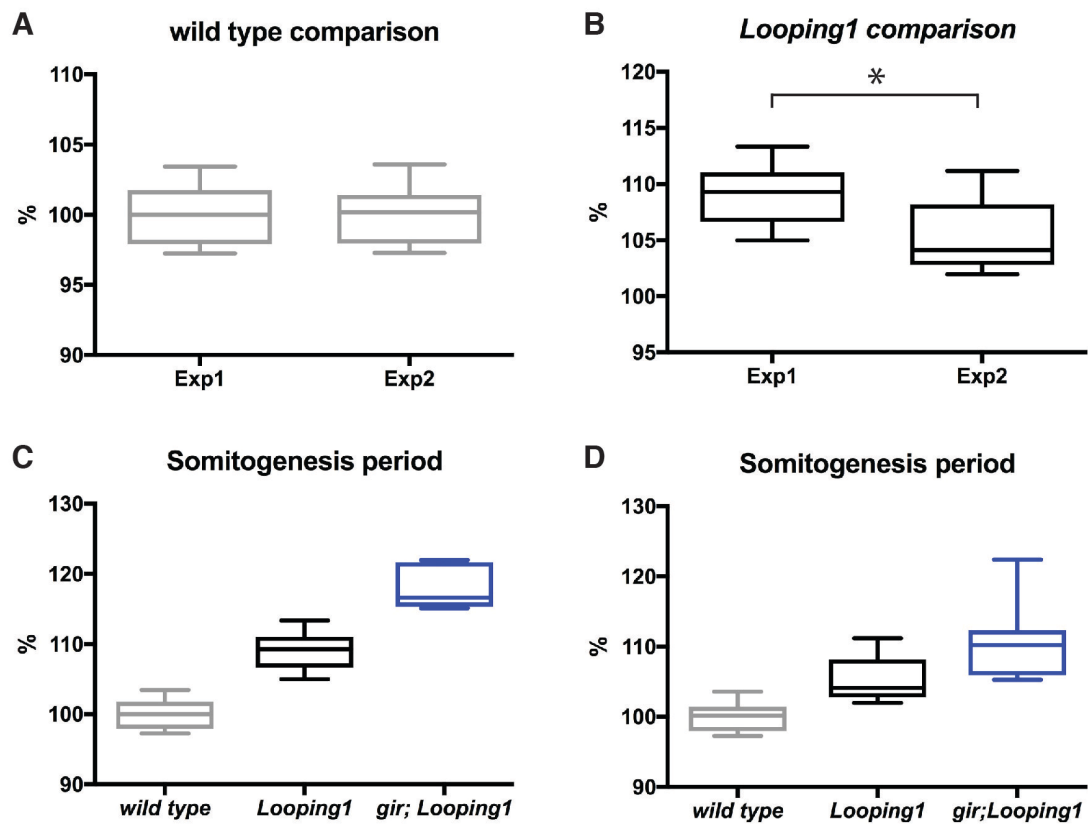 A
wild type comparison
110
105
100
95
90
%
Exp1 Exp2
B
Looping1 comparison
*
120
115
110
105
100
95
%
Exp1 Exp2
C
Somitogenesis period
130
120
110
100
90
%
wild type Looping1 gir; Looping1
D
Somitogenesis period
130
120
110
100
90
%
wild type Looping1 gir;Looping1